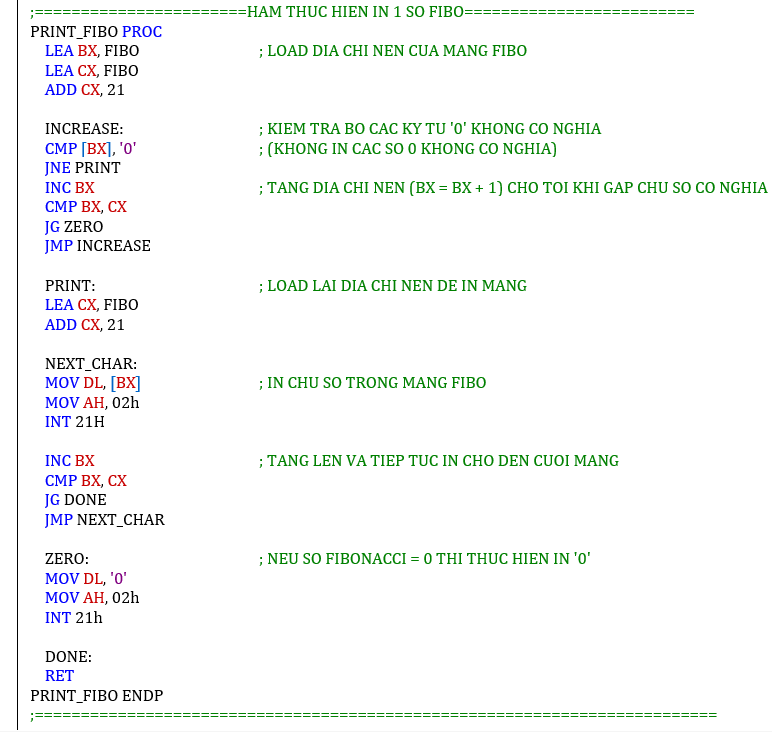 ;=======================HAM THUC HIEN IN 1 SO FIBO=========================
PRINT_FIBO PROC
LEA BX, FIBO ; LOAD DIA CHI NEN CUA MANG FIBO
LEA CX, FIBO
ADD CX, 21
INCREASE: ; KIEM TRA BO CAC KY TU '0' KHONG CO NGHIA
CMP [BX], '0' ; (KHONG IN CAC SO 0 KHONG CO NGHIA)
JNE PRINT
INC BX ; TANG DIA CHI NEN (BX = BX + 1) CHO TOI KHI GAP CHU SO CO NGHIA
CMP BX, CX
JG ZERO
JMP INCREASE
PRINT: ; LOAD LAI DIA CHI NEN DE IN MANG
LEA CX, FIBO
ADD CX, 21
NEXT_CHAR:
MOV DL, [BX] ; IN CHU SO TRONG MANG FIBO
MOV AH, 02h
INT 21H
INC BX ; TANG LEN VA TIEP TUC IN CHO DEN CUOI MANG
CMP BX, CX
JG DONE
JMP NEXT_CHAR
ZERO: ; NEU SO FIBONACCI = 0 THI THUC HIEN IN '0'
MOV DL, '0'
MOV AH, 02h
INT 21h
DONE:
RET
PRINT_FIBO ENDP
;==========================================================================